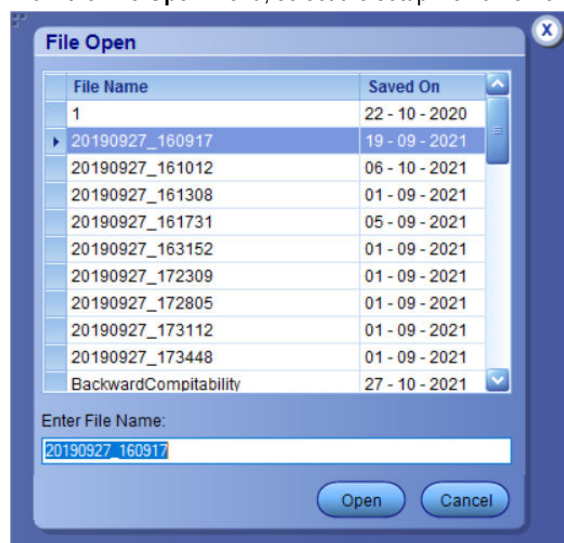 File Open
X
File Name Saved On
1 22 - 10 - 2020
20190927_160917 19 - 09 - 2021
20190927_161012 06 - 10 - 2021
20190927_161308 01 - 09 - 2021
20190927_161731 05 - 09 - 2021
20190927_163152 01 - 09 - 2021
20190927_172309 01 - 09 - 2021
20190927_172805 01 - 09 - 2021
20190927_173112 01 - 09 - 2021
20190927_173448 01 - 09 - 2021
BackwardCompitability 27 - 10 - 2021
Enter File Name:
20190927_160917
Open Cancel